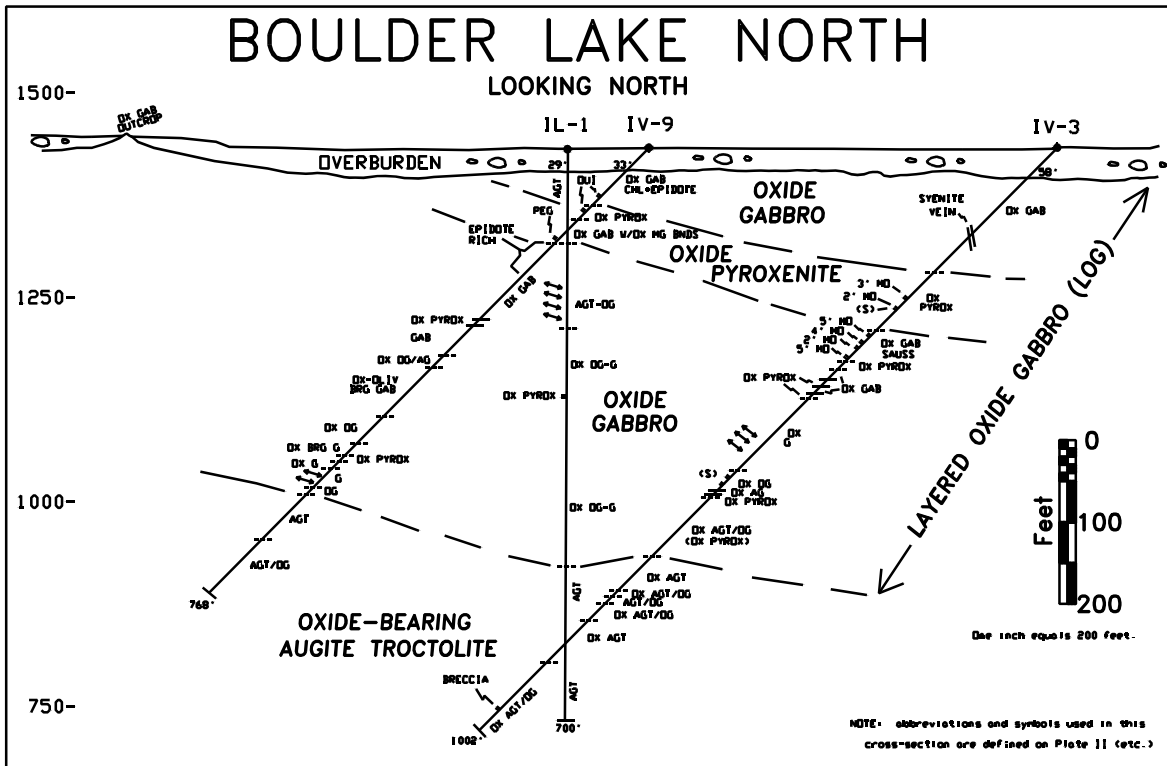 BOULDER LAKE NORTH
LOOKING NORTH
1500-
OX GAB
OUTCROP
IL-1
IV-9
IV-3
OVERBURDEN
29'
33'
58'
AGT
OUI
OX GAB
CHL+EPIDOTE
OXIDE
GABBRO
SYENITE
VEIN
OX GAB
PEG
OX PYROX
EPIDOTE
RICH
OX GAB W/OX MG BNDS
OXIDE
PYROXENITE
1250-
OX GAB
AGT-OG
3' MO
2' MO
(S)
OX
PYROX
5' MO
4' MO
2' MO
5' MO
OX PYROX
GAB
OX GAB
SAUSS
OX OG/AG
OX OG-G
OX PYROX
OX-OLIV
BRG GAB
OX PYROX
OX GAB
OX PYROX
OXIDE
GABBRO
OX OG
OX
G
OX BRG G
OX PYROX
OX G
G
OG
(S)
OX OG
OX AG
OX PYROX
1000-
AGT
OX OG-G
OX AGT/OG
(OX PYROX)
AGT/OG
768'
AGT
OX AGT
OX AGT/OG
AGT/OG
OX AGT/OG
OX AGT
OXIDE-BEARING
AUGITE TROCTOLITE
BRECCIA
AGT
OX AGT/OG
750-
1002'
700'
LAYERED OXIDE GABBRO (LOG)
0
100
200
Feet
One inch equals 200 feet.
NOTE: abbreviations and symbols used in this
cross-section are defined on Plate II (etc.)